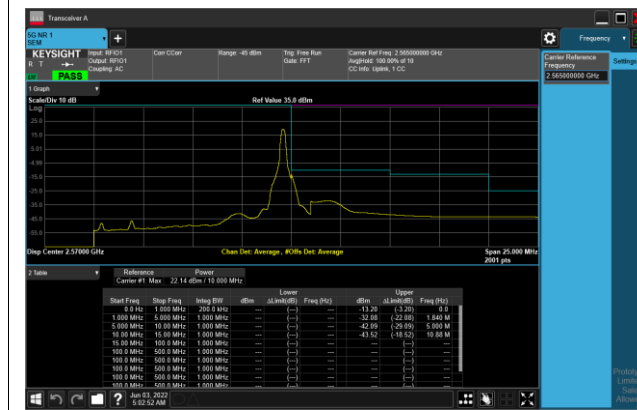 Transceiver A
5G NR 1
SEM
Frequency
KEYSIGHT
R T
PASS
Input: RFIO1
Output: RFIO1
Coupling: AC
Corr CCorr
Range: -45 dBm
Trig: Free Run
Gate: FFT
Carrier Ref Freq: 2.565000000 GHz
Avg|Hold: 100.00% of 10
CC Info: Uplink, 1 CC
Carrier Reference
Frequency
2.565000000 GHz
Settings
1 Graph
Scale/Div 10 dB
Ref Value 35.0 dBm
Log
25.0
15.0
5.01
-4.99
-15.0
-25.0
-35.0
-45.0
-55.0
Disp Center 2.57000 GHz
Chan Det: Average , #Offs Det: Average
Span 25.000 MHz
2001 pts
2 Table
Reference Power
Carrier #1 Max 22.14 dBm / 10.000 MHz
Lower Upper
Start Freq Stop Freq Integ BW dBm ΔLimit(dB) Freq (Hz) dBm ΔLimit(dB) Freq (Hz)
0.0 Hz 1.000 MHz 200.0 kHz --- (---) --- -13.20 (-3.20) 0.0
1.000 MHz 5.000 MHz 1.000 MHz --- (---) --- -32.08 (-22.08) 1.840 M
5.000 MHz 10.00 MHz 1.000 MHz --- (---) --- -42.09 (-29.09) 5.000 M
10.00 MHz 15.00 MHz 1.000 MHz --- (---) --- -43.52 (-18.52) 10.88 M
15.00 MHz 100.0 MHz 1.000 MHz --- (---) --- --- (---) ---
100.0 MHz 500.0 MHz 1.000 MHz --- (---) --- --- (---) ---
100.0 MHz 500.0 MHz 1.000 MHz --- (---) --- --- (---) ---
100.0 MHz 500.0 MHz 1.000 MHz --- (---) --- --- (---) ---
100.0 MHz 500.0 MHz 1.000 MHz --- (---) --- --- (---) ---
Jun 03, 2022
5:02:52 AM